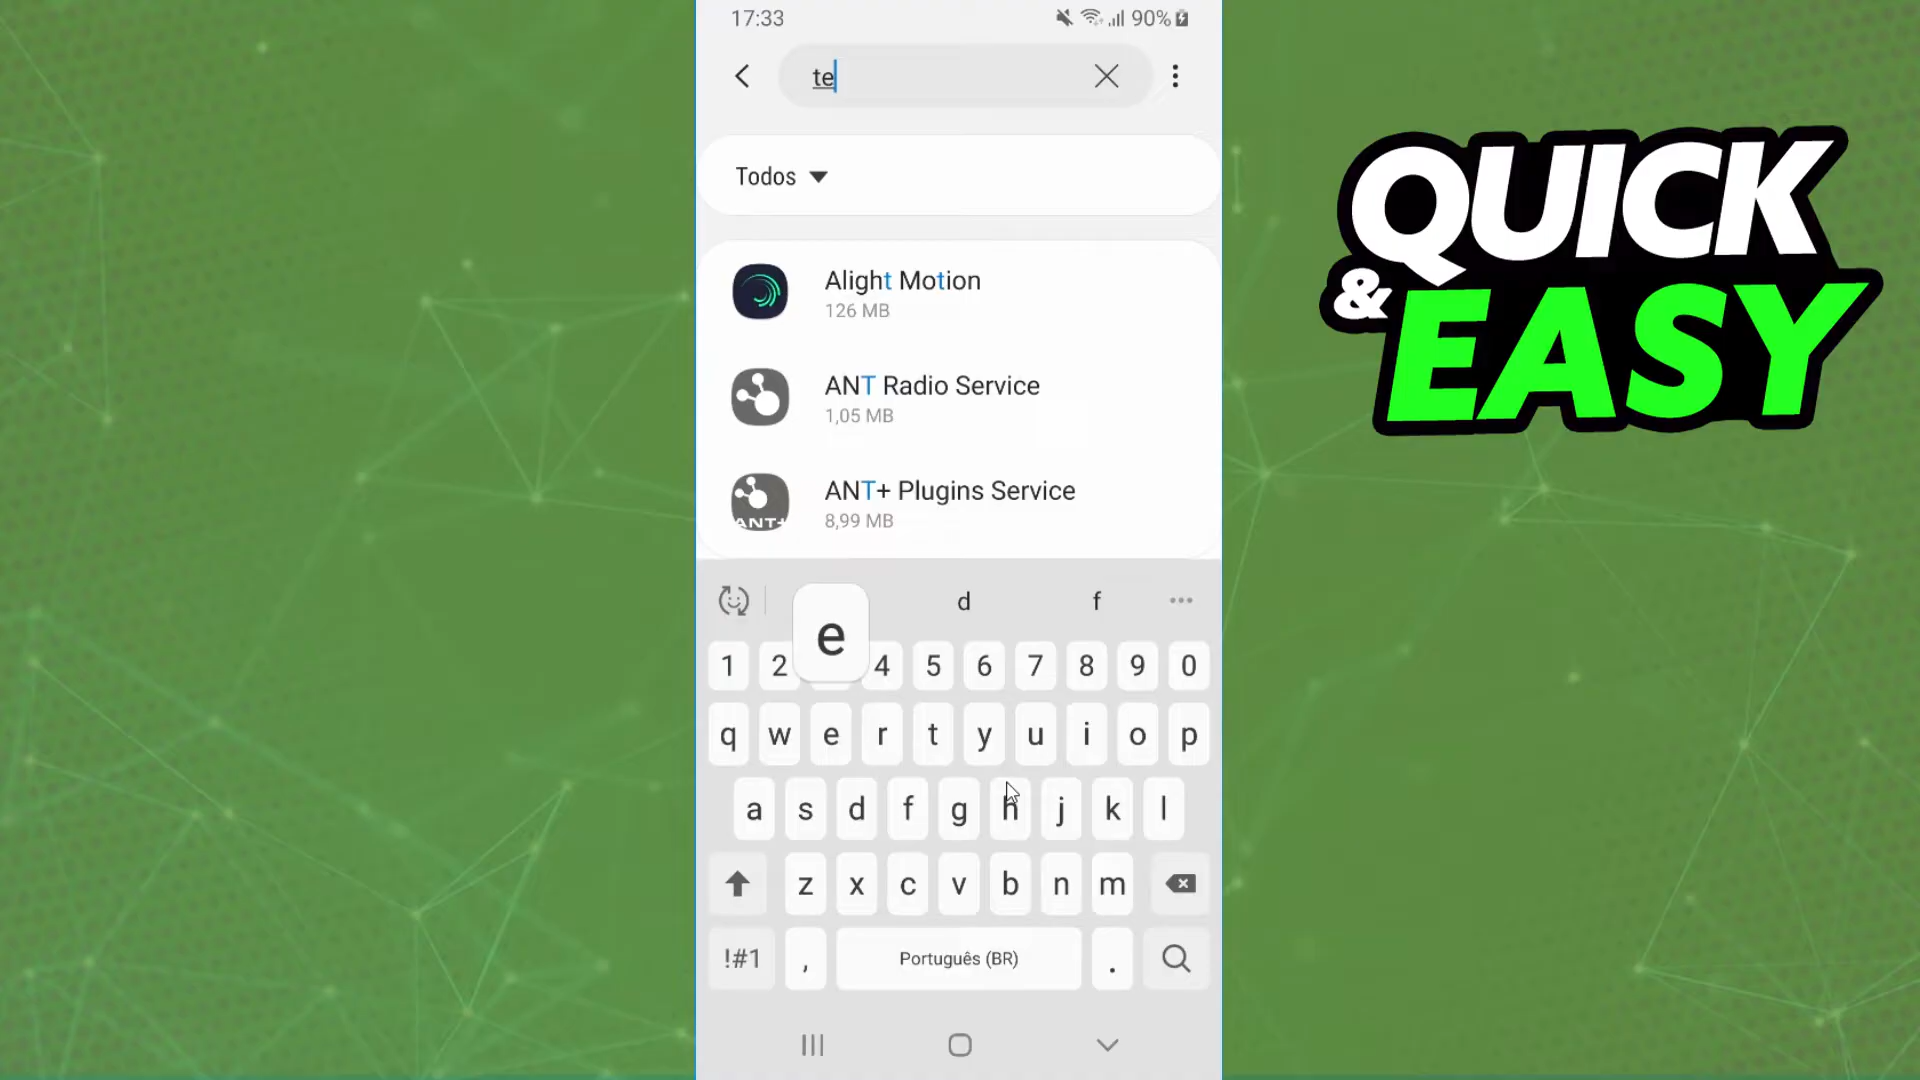 17:33
90%
te
Todos
Alight Motion
126 MB
ANT Radio Service
1,05 MB
ANT+
ANT+ Plugins Service
8,99 MB
e d f
1 2 4 5 6 7 8 9 0
q w e r t y u i o p
a s d f g h j k l
z x c v b n m
!#1 , Português (BR) .
QUICK
&
EASY